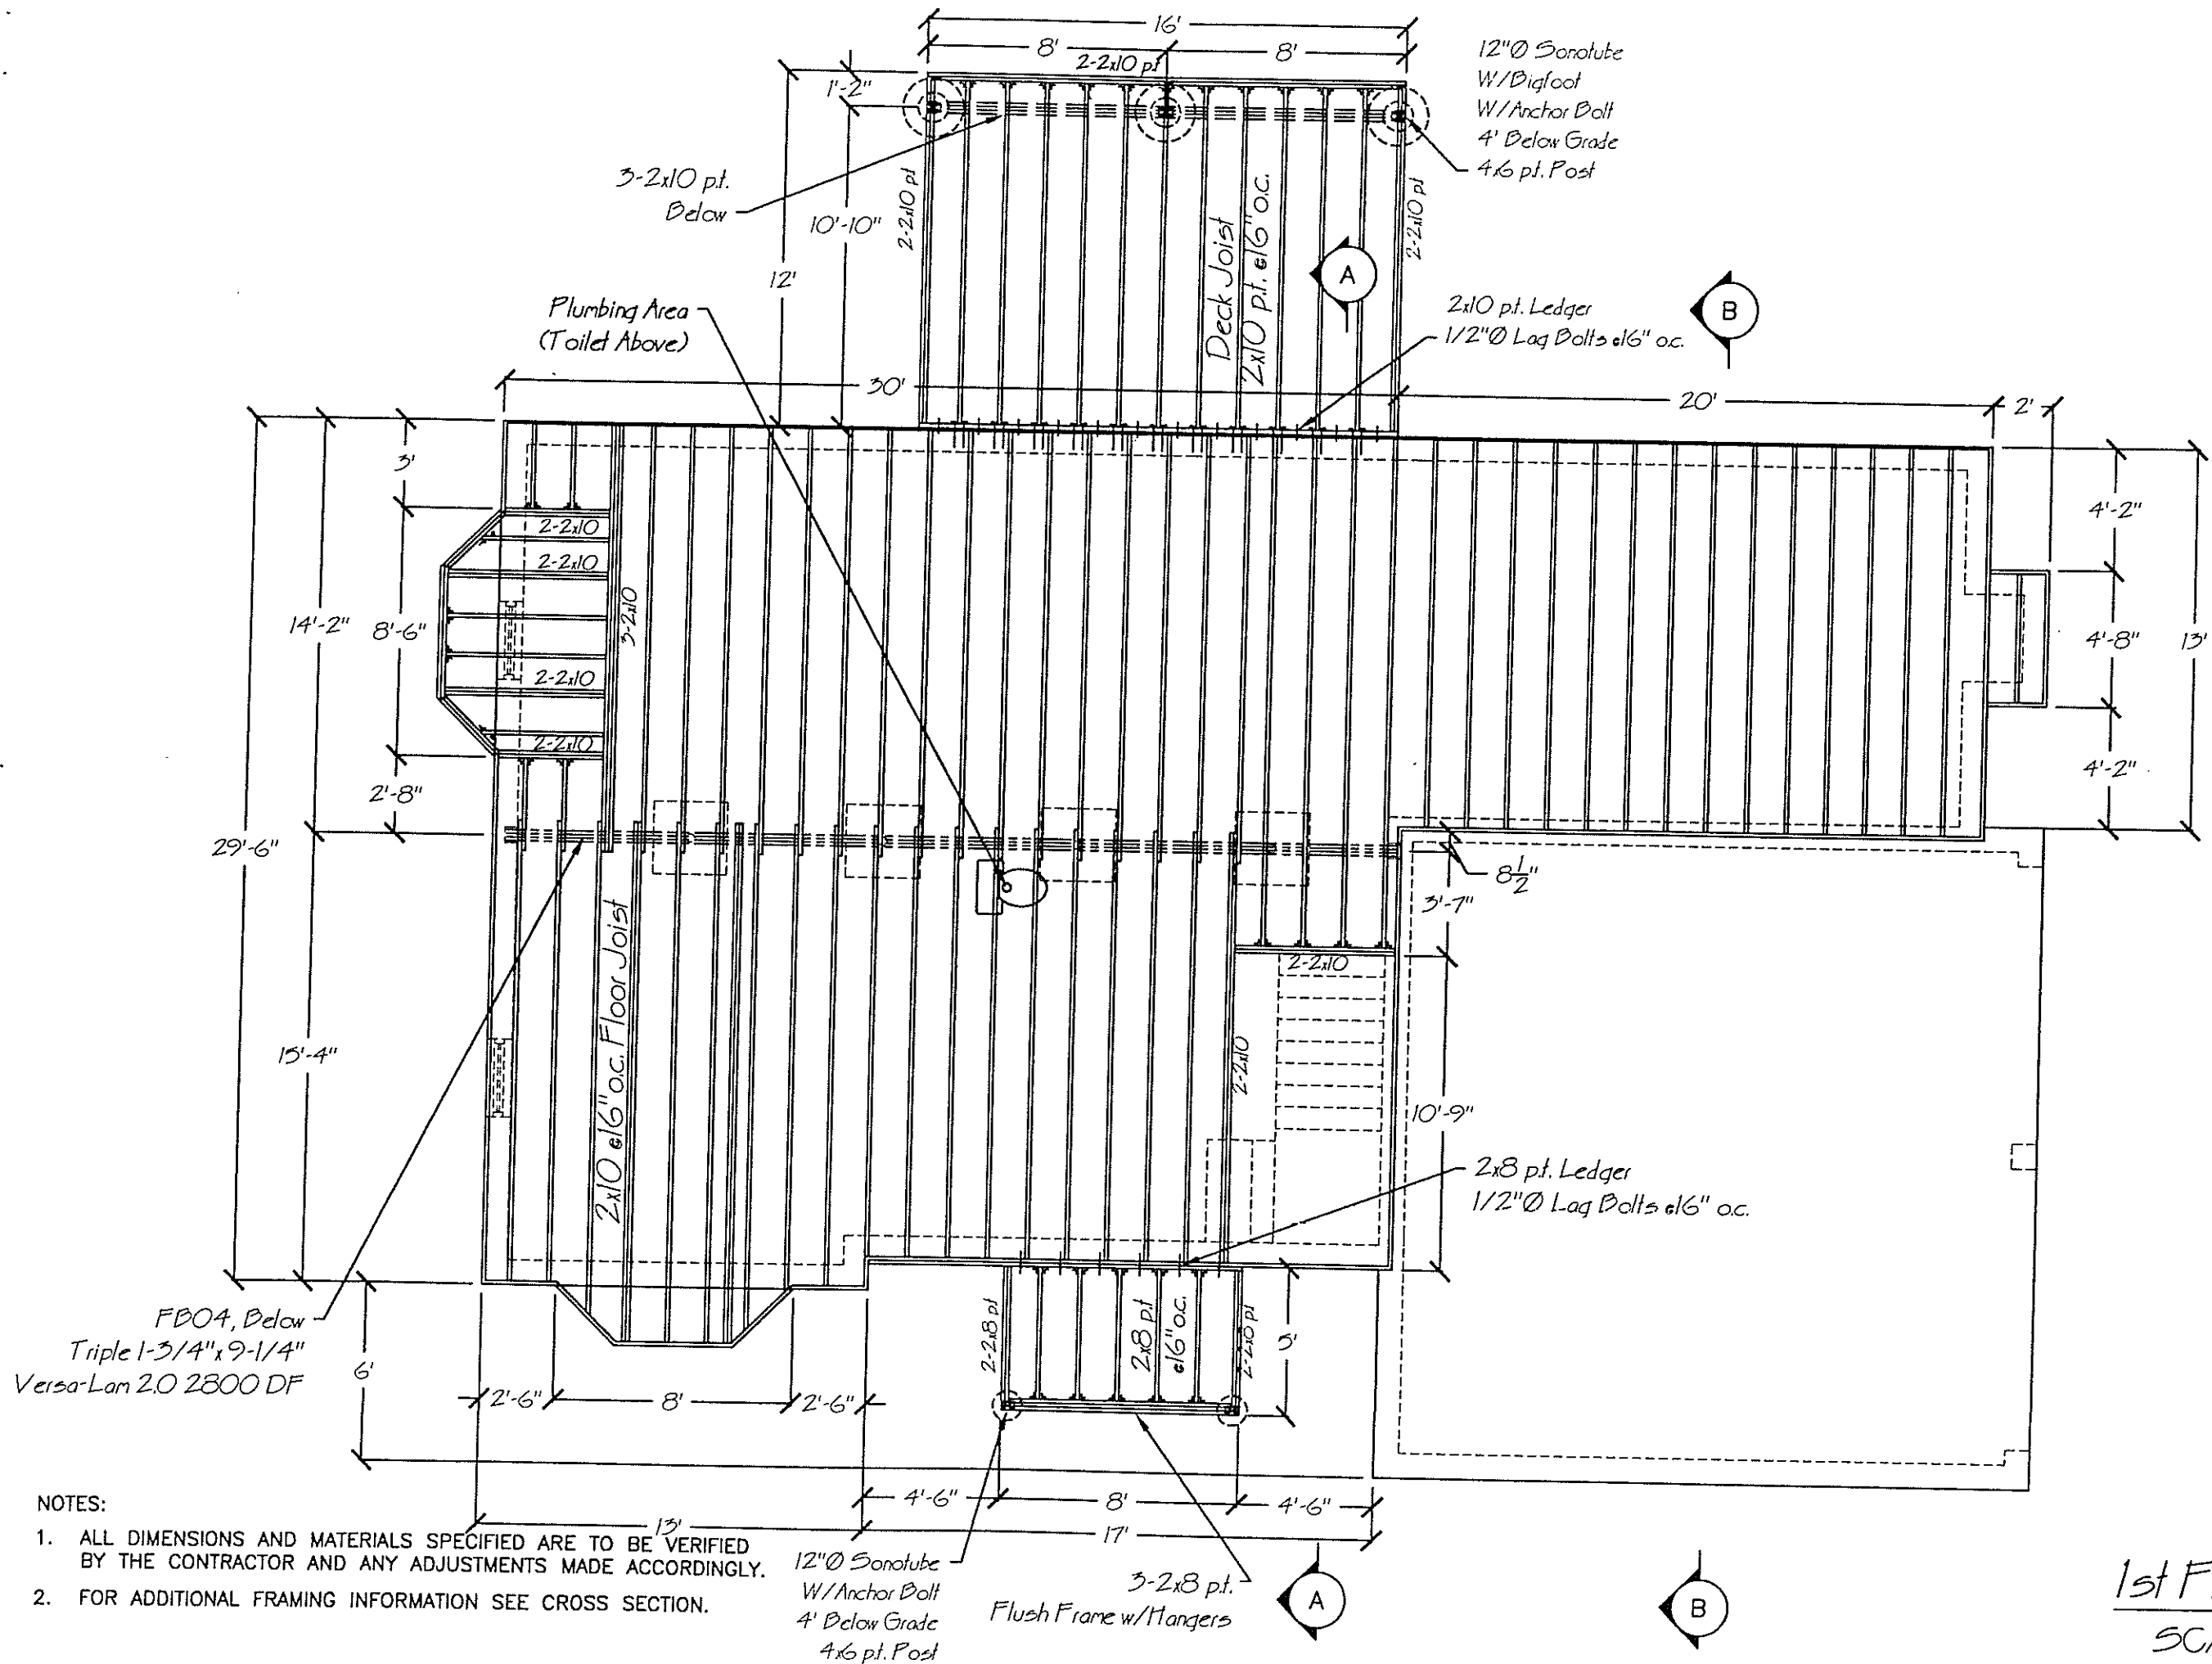 16'
8'
8'
2-2x10 pt
1'-2"
12"Ø Sonotube
W/Bigfoot
W/Anchor Bolt
4' Below Grade
4x6 pt. Post
3-2x10 p.t.
Below
10'-10"
12'
2-2x10 pt
Deck Joist
2x10 p.t. @16" o.c.
2-2x10 pt
A
B
Plumbing Area
(Toilet Above)
2x10 p.t. Ledger
1/2"Ø Lag Bolts @16" o.c.
30'
20'
2'
3'
2-2x10
2-2x10
3-2x10
2-2x10
2-2x10
14'-2"
8'-6"
2'-8"
29'-6"
15'-4"
4'-2"
4'-8"
13'
4'-2"
8 1/2"
3'-7"
2-2x10
2-2x10
10'-9"
2x10 @16" o.c. Floor Joist
2x8 p.t. Ledger
1/2"Ø Lag Bolts @16" o.c.
FB04, Below
Triple 1-3/4"x9-1/4"
Versa-Lam 2.0 2800 DF
6'
2'-6"
8'
2'-6"
2-2x8 pt
2x8 p.t
@16" o.c.
5'
4'-6"
8'
4'-6"
13'
17'
NOTES:
1. ALL DIMENSIONS AND MATERIALS SPECIFIED ARE TO BE VERIFIED
BY THE CONTRACTOR AND ANY ADJUSTMENTS MADE ACCORDINGLY.
2. FOR ADDITIONAL FRAMING INFORMATION SEE CROSS SECTION.
12"Ø Sonotube
W/Anchor Bolt
4' Below Grade
4x6 p.t. Post
3-2x8 p.t.
Flush Frame w/Hangers
A
B
1st F